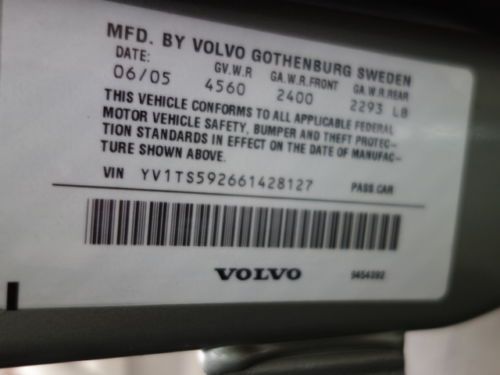 MFD. BY VOLVO GOTHENBURG SWEDEN
DATE: GV.W.R GA.W.R.FRONT GA.W.R.REAR
06/05 4560 2400 2293 LB
THIS VEHICLE CONFORMS TO ALL APPLICABLE FEDERAL
MOTOR VEHICLE SAFETY, BUMPER AND THEFT PROTEC-
TION STANDARDS IN EFFECT ON THE DATE OF MANUFAC-
TURE SHOWN ABOVE.
VIN YV1TS592661428127 PASS CAR
VOLVO 9454392